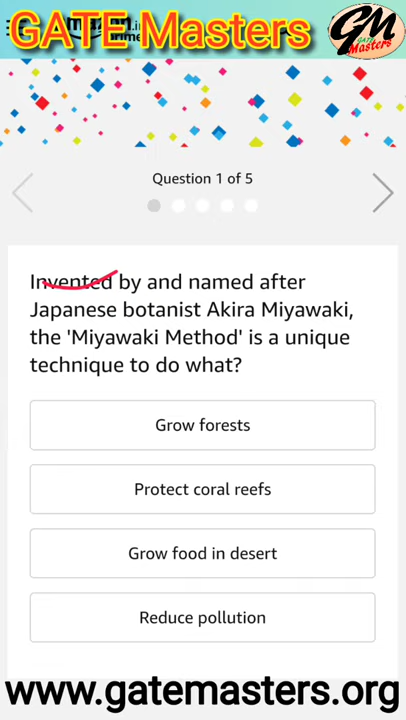 GATE Masters
GM
GATE
Masters
Question 1 of 5
Invented by and named after
Japanese botanist Akira Miyawaki,
the 'Miyawaki Method' is a unique
technique to do what?
Grow forests
Protect coral reefs
Grow food in desert
Reduce pollution
www.gatemasters.org